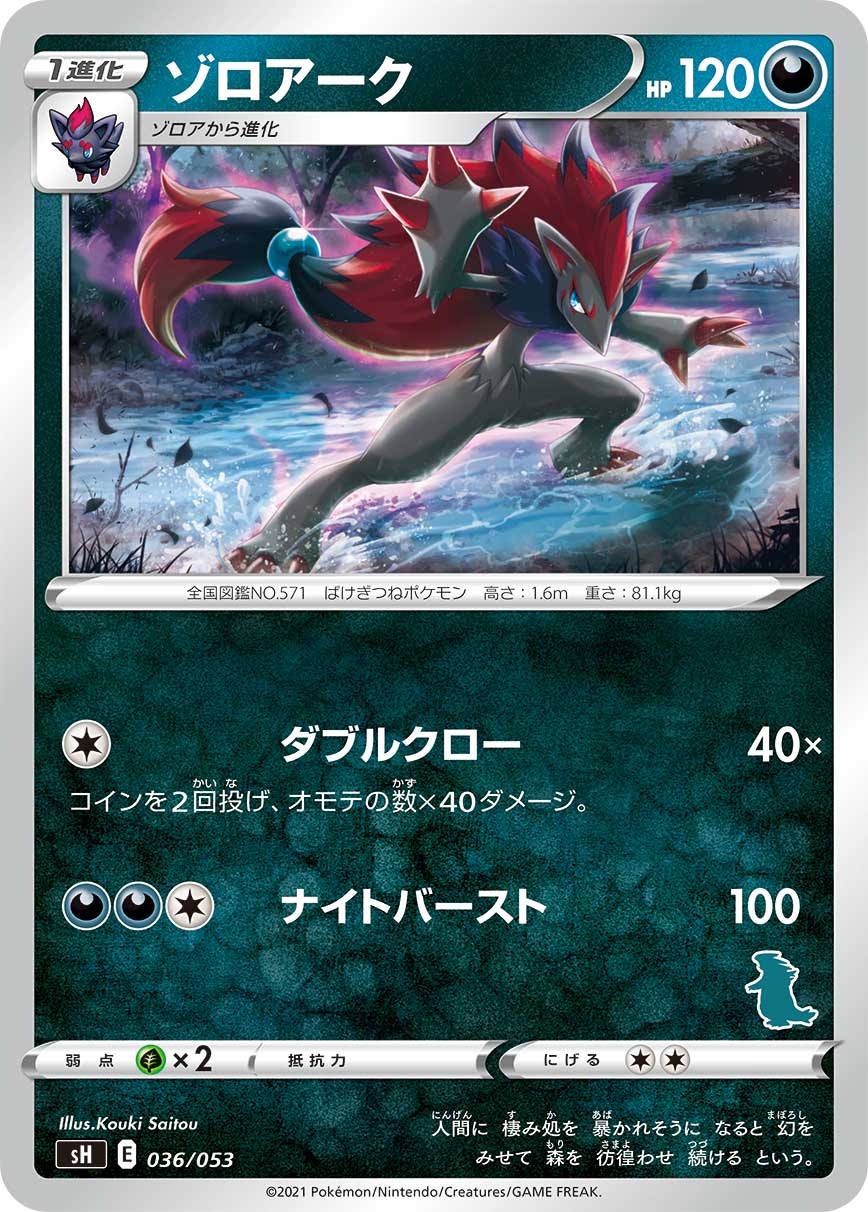 1進化
ゾロアーク
HP 120
ゾロアから進化
全国図鑑NO.571 ばけぎつねポケモン 高さ:1.6m 重さ:81.1kg
ダブルクロー 40×
コインを2回投げ、オモテの数×40ダメージ。
ナイトバースト 100
弱点 ×2 抵抗力 にげる
Illus.Kouki Saitou
人間に 棲み処を 暴かれそうに なると 幻を
みせて 森を 彷徨わせ 続ける という。
sH E 036/053
©2021 Pokémon/Nintendo/Creatures/GAME FREAK.